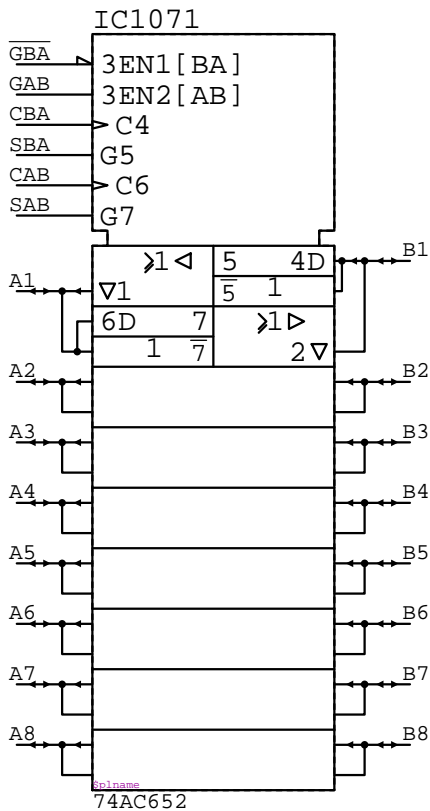 IC1071
GBA
3EN1[BA]
GAB
3EN2[AB]
CBA
C4
SBA
G5
CAB
C6
SAB
G7
≥1 5 4D B1
A1 ▽1 5 1
6D 7 ≥1
1 7 2▽
A2 B2
A3 B3
A4 B4
A5 B5
A6 B6
A7 B7
A8 B8
$plname
74AC652